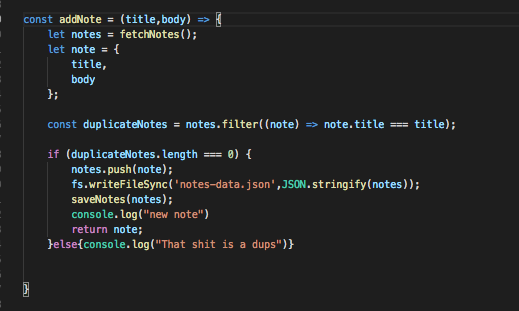 const addNote = (title,body) => {
let notes = fetchNotes();
let note = {
title,
body
};
const duplicateNotes = notes.filter((note) => note.title === title);
if (duplicateNotes.length === 0) {
notes.push(note);
fs.writeFileSync('notes-data.json',JSON.stringify(notes));
saveNotes(notes);
console.log("new note")
return note;
}else{console.log("That shit is a dups")}
}